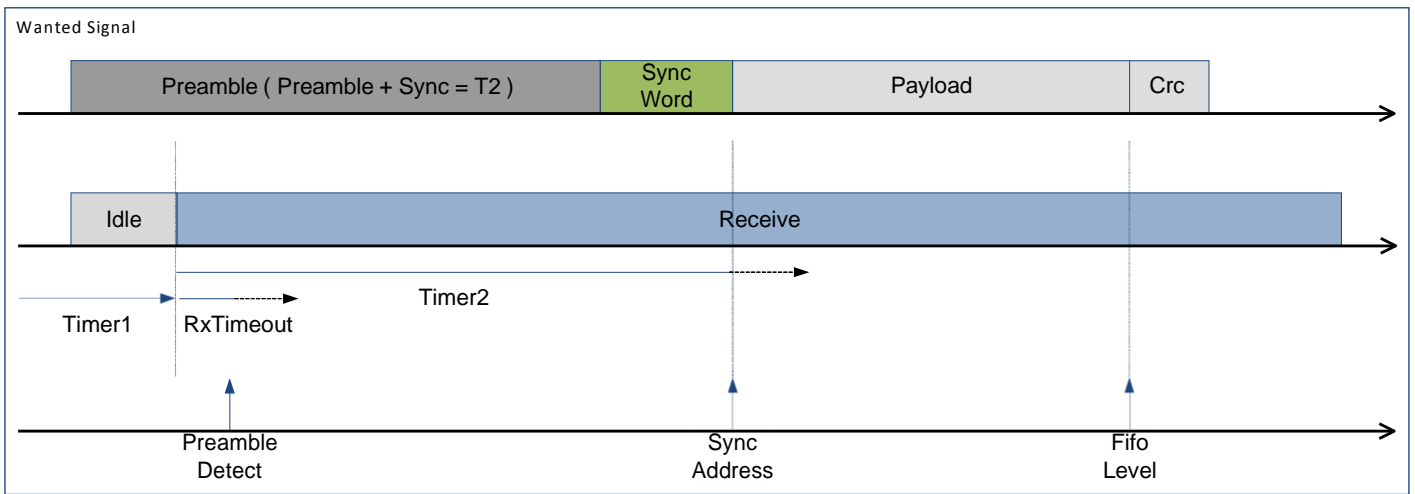 Wanted Signal
Preamble ( Preamble + Sync = T2 )
Sync
Word
Payload
Crc
Idle
Receive
Timer2
Timer1
RxTimeout
Preamble
Detect
Sync
Address
Fifo
Level